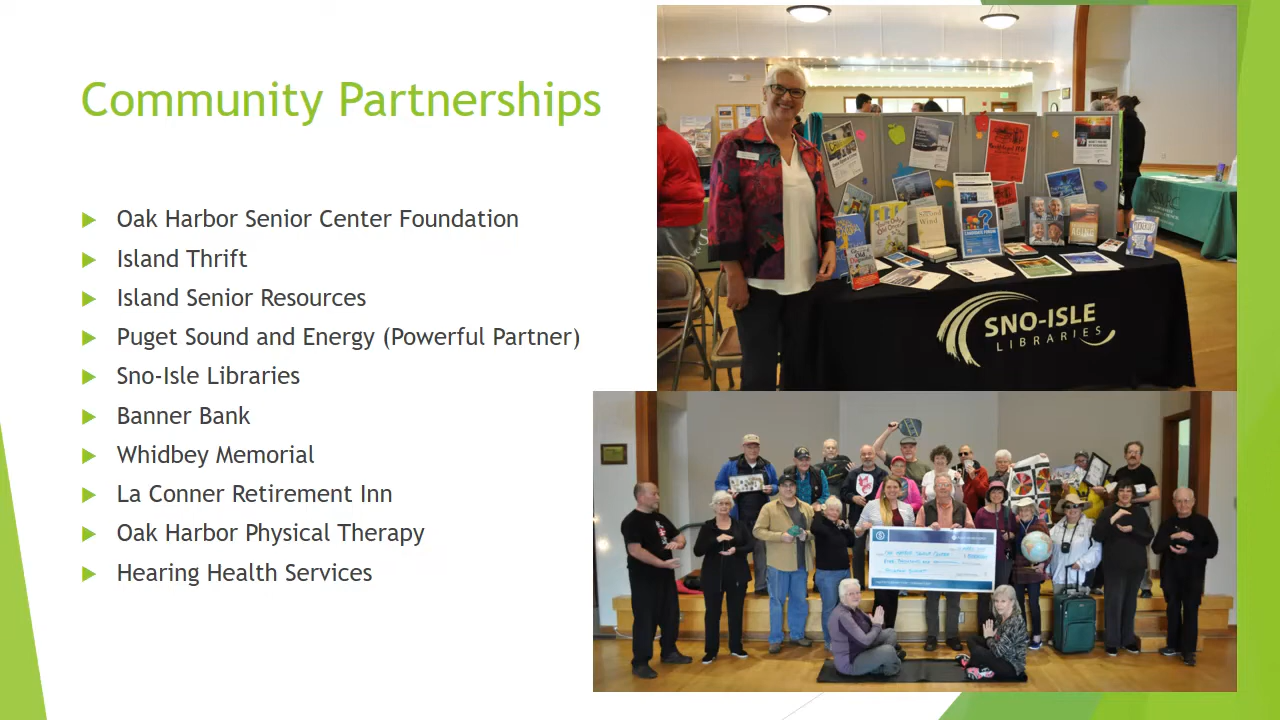 Community Partnerships
Oak Harbor Senior Center Foundation
Island Thrift
Island Senior Resources
Puget Sound and Energy (Powerful Partner)
Sno-Isle Libraries
Banner Bank
Whidbey Memorial
La Conner Retirement Inn
Oak Harbor Physical Therapy
Hearing Health Services
SNO-ISLE
LIBRARIES